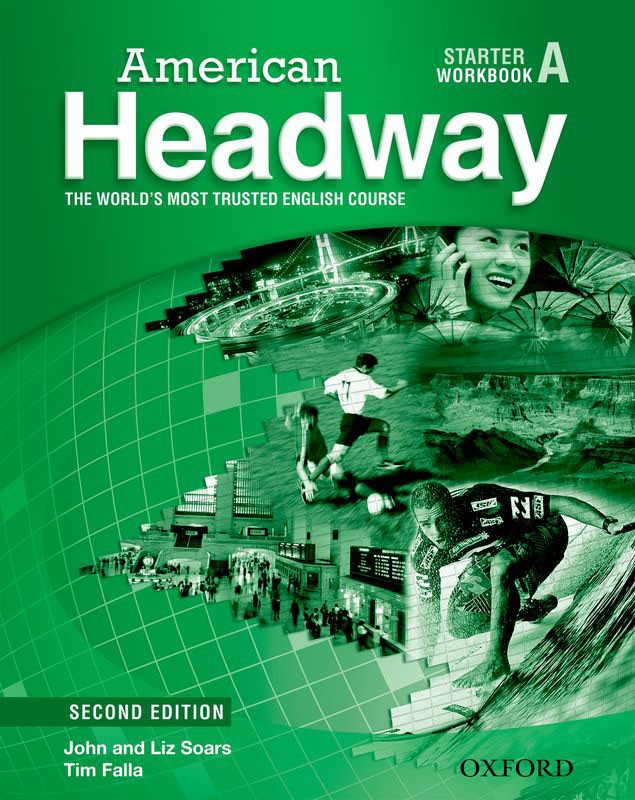 American
Headway
STARTER
WORKBOOK A
THE WORLD'S MOST TRUSTED ENGLISH COURSE
11
SECOND EDITION
John and Liz Soars
Tim Falla
OXFORD